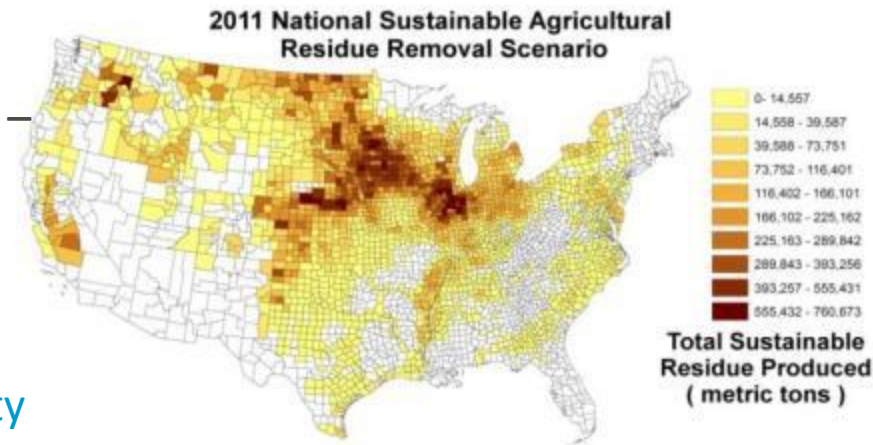 2011 National Sustainable Agricultural
Residue Removal Scenario
0- 14,557
14,558 - 39,587
39,588 - 73,751
73,752 - 116,401
116,402 - 166,101
166,102 - 225,162
225,163 - 289,842
289,843 - 393,256
393,257 - 555,431
555,432 - 760,673
Total Sustainable
Residue Produced
( metric tons )